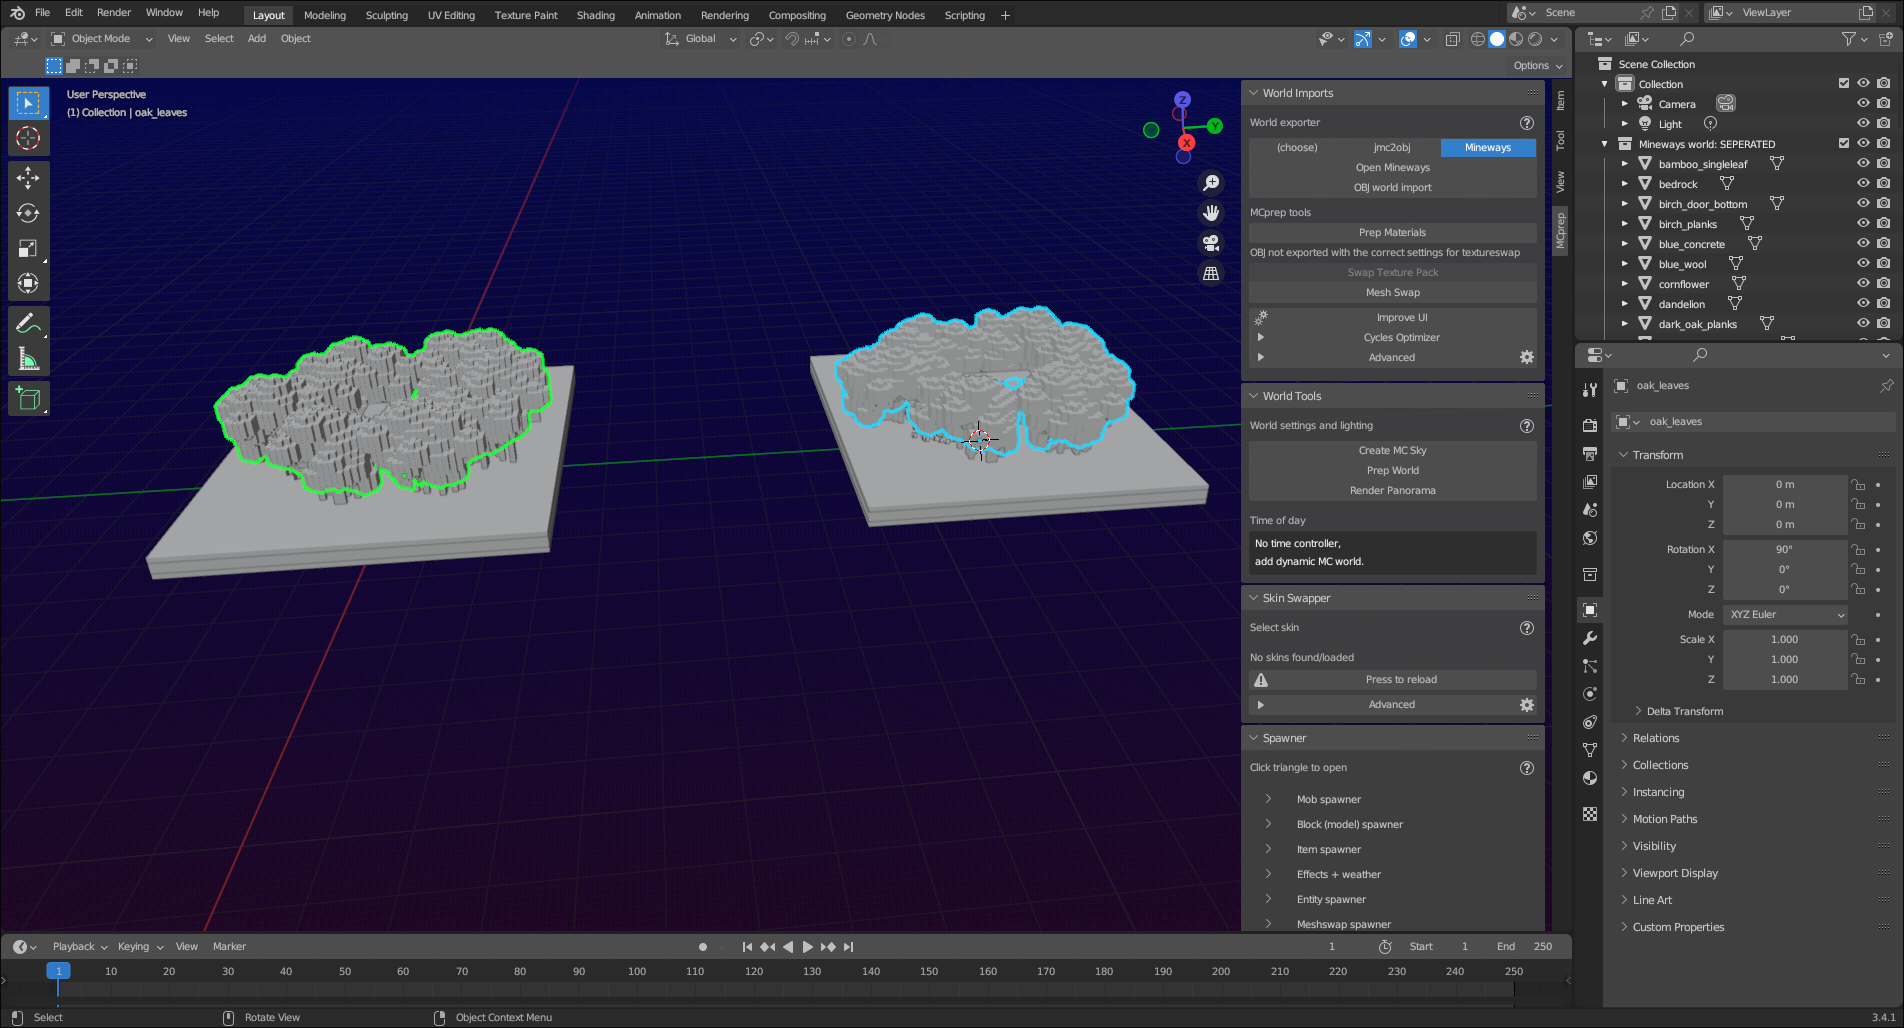 File Edit Render Window Help
Layout Modeling Sculpting UV Editing Texture Paint Shading Animation Rendering Compositing Geometry Nodes Scripting +
Scene
ViewLayer
Object Mode View Select Add Object
Global
Options
User Perspective
(1) Collection | oak_leaves
Z
Y
X
World Imports
World exporter
(choose) jmc2obj Mineways
Open Mineways
OBJ world import
MCprep tools
Prep Materials
OBJ not exported with the correct settings for textureswap
Swap Texture Pack
Mesh Swap
Improve UI
Cycles Optimizer
Advanced
World Tools
World settings and lighting
Create MC Sky
Prep World
Render Panorama
Time of day
No time controller,
add dynamic MC world.
Skin Swapper
Select skin
No skins found/loaded
Press to reload
Advanced
Spawner
Click triangle to open
Mob spawner
Block (model) spawner
Item spawner
Effects + weather
Entity spawner
Meshswap spawner
Item
Tool
View
MCprep
Scene Collection
Collection
Camera
Light
Mineways world: SEPERATED
bamboo_singleleaf
bedrock
birch_door_bottom
birch_planks
blue_concrete
blue_wool
cornflower
dandelion
dark_oak_planks
oak_leaves
oak_leaves
Transform
Location X 0 m
Y 0 m
Z 0 m
Rotation X 90°
Y 0°
Z 0°
Mode XYZ Euler
Scale X 1.000
Y 1.000
Z 1.000
Delta Transform
Relations
Collections
Instancing
Motion Paths
Visibility
Viewport Display
Line Art
Custom Properties
Playback Keying View Marker
1 Start 1 End 250
1 10 20 30 40 50 60 70 80 90 100 110 120 130 140 150 160 170 180 190 200 210 220 230 240 250
Select Rotate View Object Context Menu
3.4.1